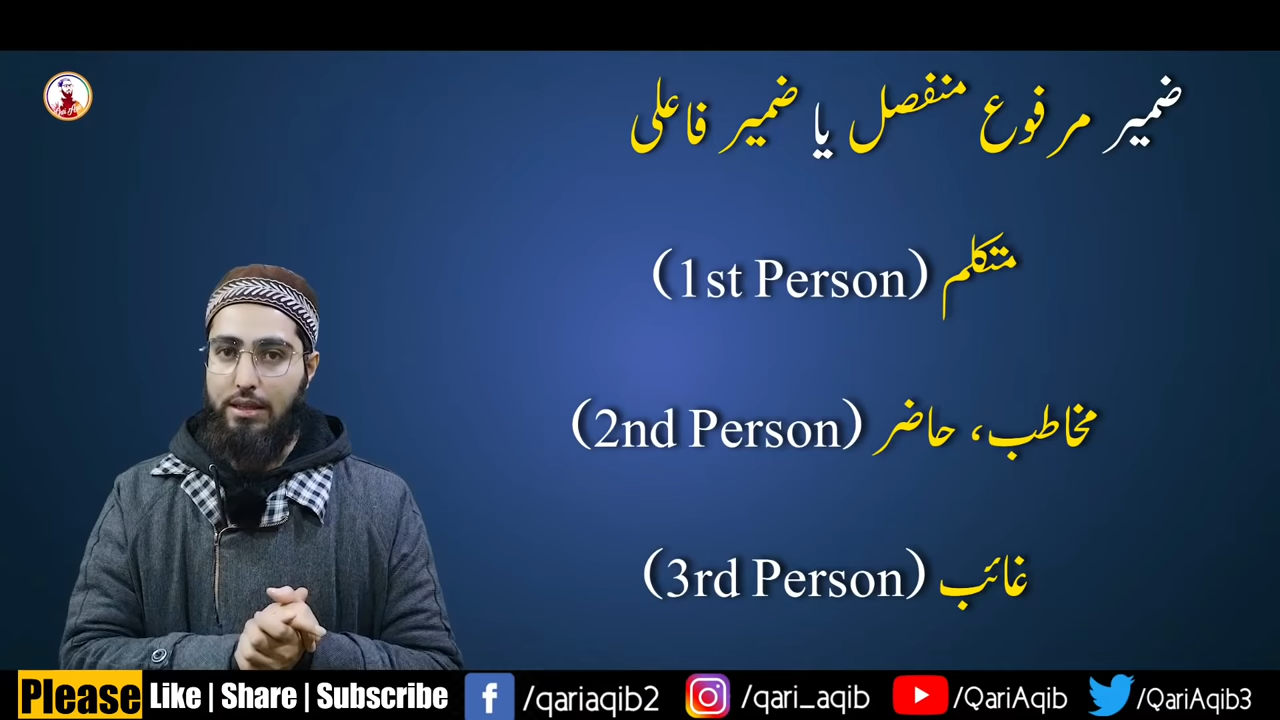 ضمیر مرفوع منفصل یا ضمیر فاعلی
متکلم (1st Person)
مخاطب، حاضر (2nd Person)
غائب (3rd Person)
Please Like | Share | Subscribe f /qariaqib2 /qari_aqib /QariAqib /QariAqib3